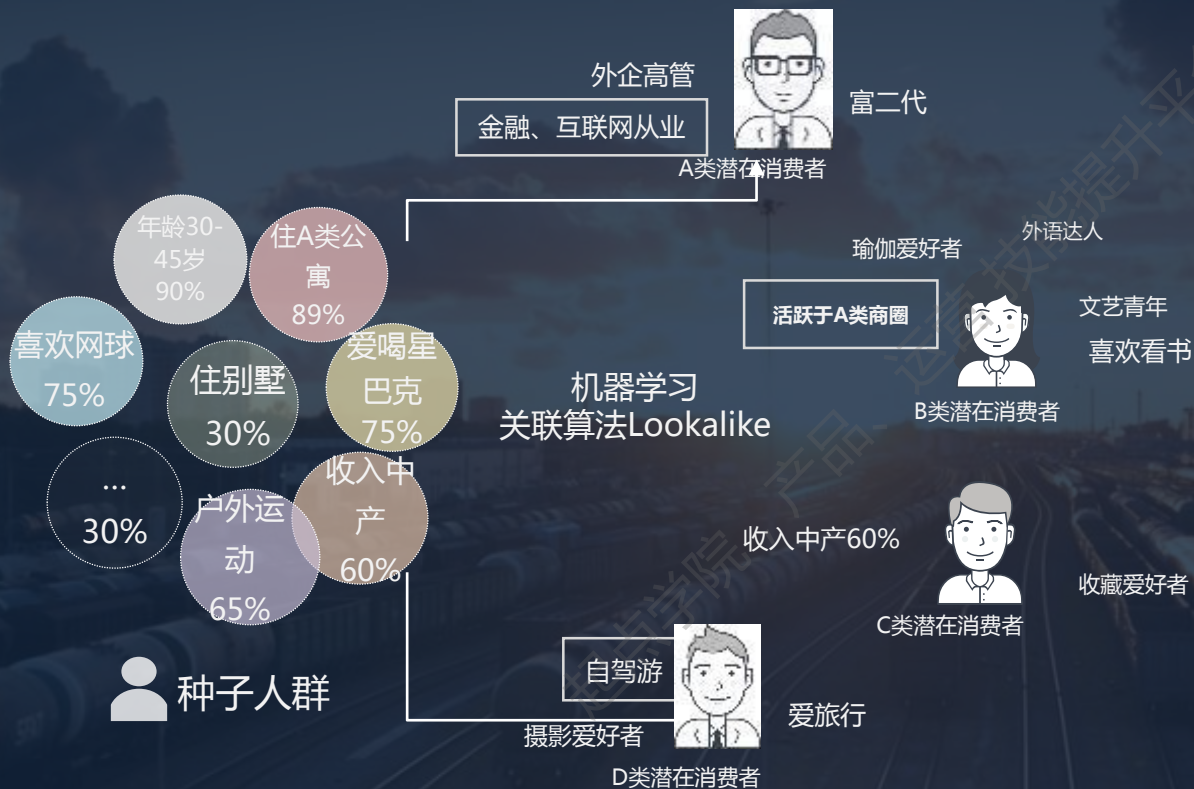 外企高管
金融、互联网从业
富二代
A类潜在消费者
年龄30-
45岁
90%
住A类公
寓
89%
喜欢网球
75%
住别墅
30%
爱喝星
巴克
75%
...
30%
户外运
动
65%
收入中
产
60%
种子人群
机器学习
关联算法Lookalike
外语达人
瑜伽爱好者
活跃于A类商圈
文艺青年
喜欢看书
B类潜在消费者
收入中产60%
收藏爱好者
C类潜在消费者
自驾游
爱旅行
摄影爱好者
D类潜在消费者